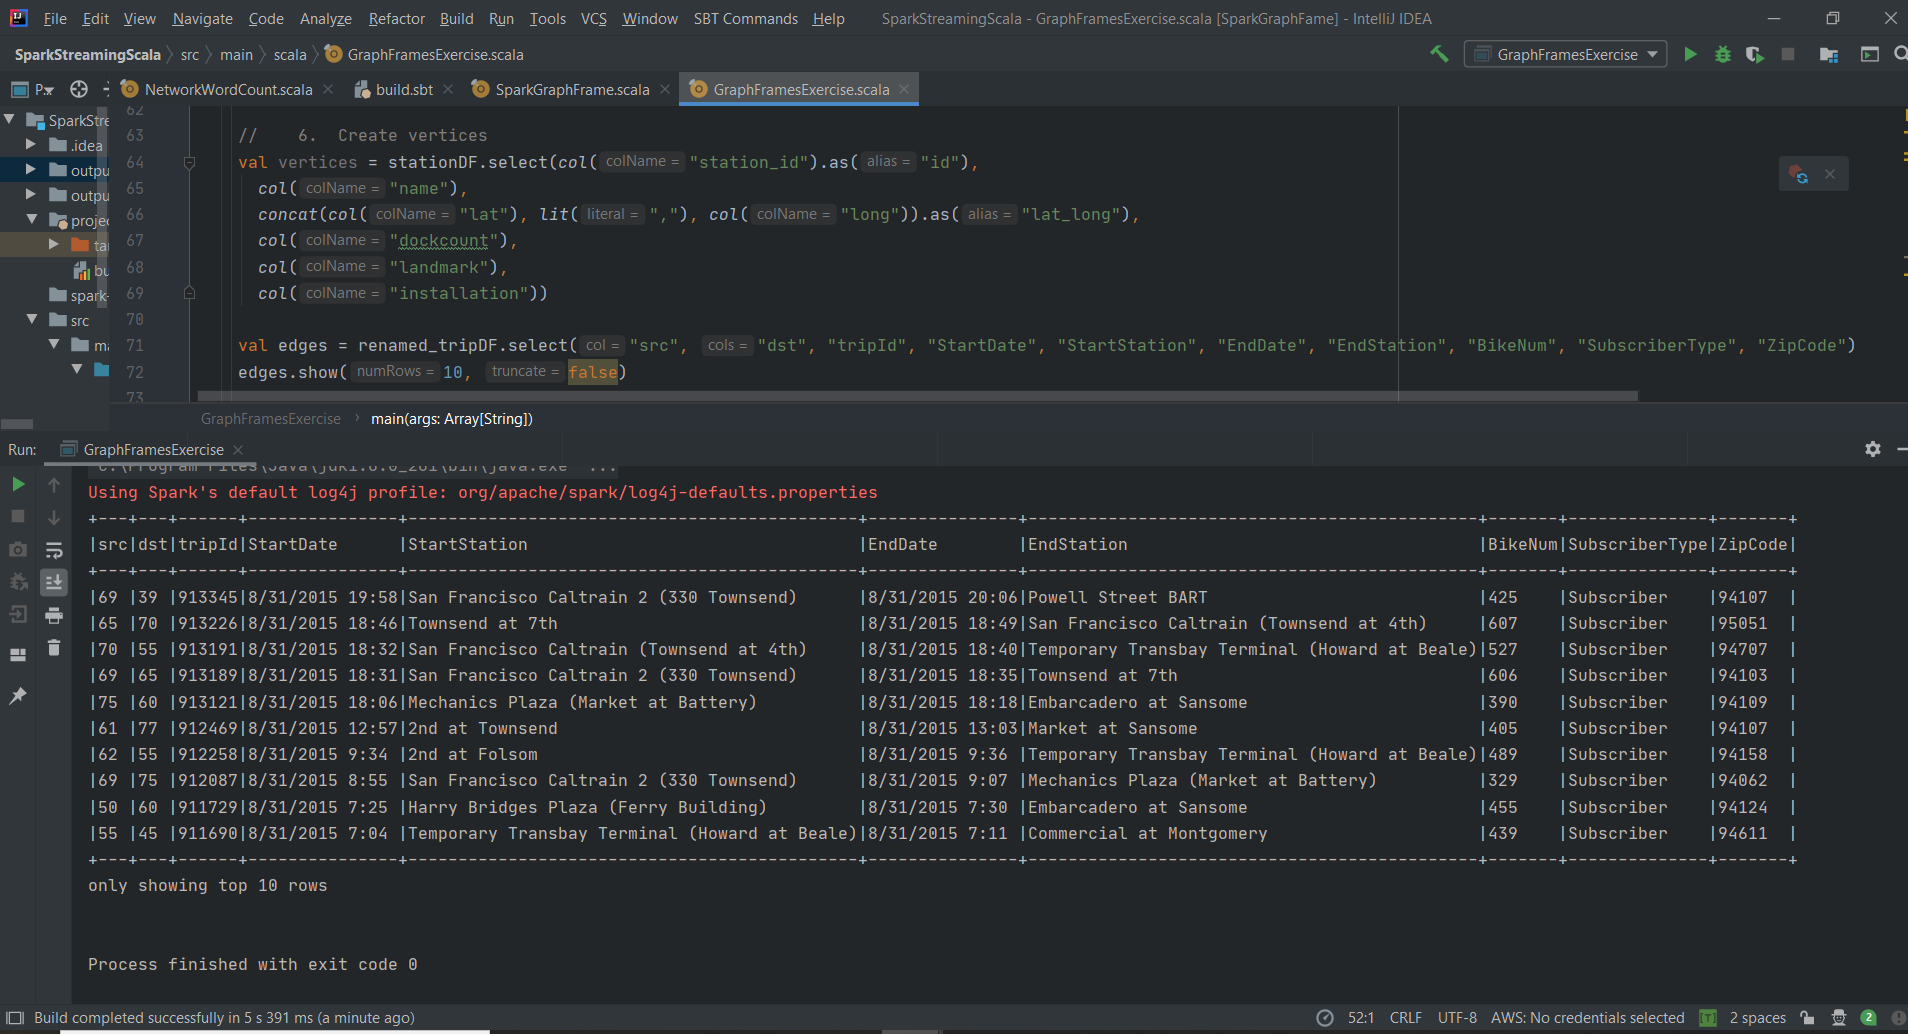 File Edit View Navigate Code Analyze Refactor Build Run Tools VCS Window SBT Commands Help SparkStreamingScala - GraphFramesExercise.scala [SparkGraphFame] - IntelliJ IDEA
SparkStreamingScala src main scala GraphFramesExercise.scala GraphFramesExercise
NetworkWordCount.scala build.sbt SparkGraphFrame.scala GraphFramesExercise.scala
SparkStre
.idea
outpu
outpu
projec
ta
bu
spark-
src
ma
62
63 // 6. Create vertices
64 val vertices = stationDF.select(col( colName = "station_id").as( alias = "id"),
65 col( colName = "name"),
66 concat(col( colName = "lat"), lit( literal = ","), col( colName = "long")).as( alias = "lat_long"),
67 col( colName = "dockcount"),
68 col( colName = "landmark"),
69 col( colName = "installation"))
70
71 val edges = renamed_tripDF.select( col = "src", cols = "dst", "tripId", "StartDate", "StartStation", "EndDate", "EndStation", "BikeNum", "SubscriberType", "ZipCode")
72 edges.show( numRows = 10, truncate = false)
73
GraphFramesExercise main(args: Array[String])
Run: GraphFramesExercise
Using Spark's default log4j profile: org/apache/spark/log4j-defaults.properties
+---+---+------+---------------+---------------------------------------------+---------------+---------------------------------------------+-------+--------------+-------+
|src|dst|tripId|StartDate      |StartStation                                 |EndDate        |EndStation                                   |BikeNum|SubscriberType|ZipCode|
+---+---+------+---------------+---------------------------------------------+---------------+---------------------------------------------+-------+--------------+-------+
|69 |39 |913345|8/31/2015 19:58|San Francisco Caltrain 2 (330 Townsend)      |8/31/2015 20:06|Powell Street BART                           |425    |Subscriber    |94107  |
|65 |70 |913226|8/31/2015 18:46|Townsend at 7th                              |8/31/2015 18:49|San Francisco Caltrain (Townsend at 4th)     |607    |Subscriber    |95051  |
|70 |55 |913191|8/31/2015 18:32|San Francisco Caltrain (Townsend at 4th)     |8/31/2015 18:40|Temporary Transbay Terminal (Howard at Beale)|527    |Subscriber    |94707  |
|69 |65 |913189|8/31/2015 18:31|San Francisco Caltrain 2 (330 Townsend)      |8/31/2015 18:35|Townsend at 7th                              |606    |Subscriber    |94103  |
|75 |60 |913121|8/31/2015 18:06|Mechanics Plaza (Market at Battery)          |8/31/2015 18:18|Embarcadero at Sansome                       |390    |Subscriber    |94109  |
|61 |77 |912469|8/31/2015 12:57|2nd at Townsend                              |8/31/2015 13:03|Market at Sansome                            |405    |Subscriber    |94107  |
|62 |55 |912258|8/31/2015 9:34 |2nd at Folsom                                |8/31/2015 9:36 |Temporary Transbay Terminal (Howard at Beale)|489    |Subscriber    |94158  |
|69 |75 |912087|8/31/2015 8:55 |San Francisco Caltrain 2 (330 Townsend)      |8/31/2015 9:07 |Mechanics Plaza (Market at Battery)          |329    |Subscriber    |94062  |
|50 |60 |911729|8/31/2015 7:25 |Harry Bridges Plaza (Ferry Building)         |8/31/2015 7:30 |Embarcadero at Sansome                       |455    |Subscriber    |94124  |
|55 |45 |911690|8/31/2015 7:04 |Temporary Transbay Terminal (Howard at Beale)|8/31/2015 7:11 |Commercial at Montgomery                     |439    |Subscriber    |94611  |
+---+---+------+---------------+---------------------------------------------+---------------+---------------------------------------------+-------+--------------+-------+
only showing top 10 rows
Process finished with exit code 0
Build completed successfully in 5 s 391 ms (a minute ago) 52:1 CRLF UTF-8 AWS: No credentials selected 2 spaces 2